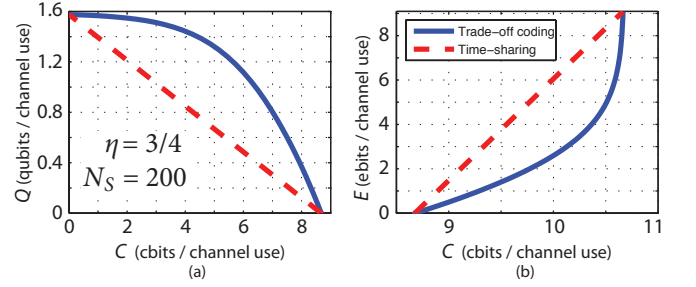 1.6
1.2
0.8
0.4
0
Q (qubits / channel use)
η = 3/4
N_S = 200
0 2 4 6 8
C (cbits / channel use)
(a)
8
6
4
2
0
E (ebits / channel use)
Trade−off coding
Time−sharing
9 10 11
C (cbits / channel use)
(b)